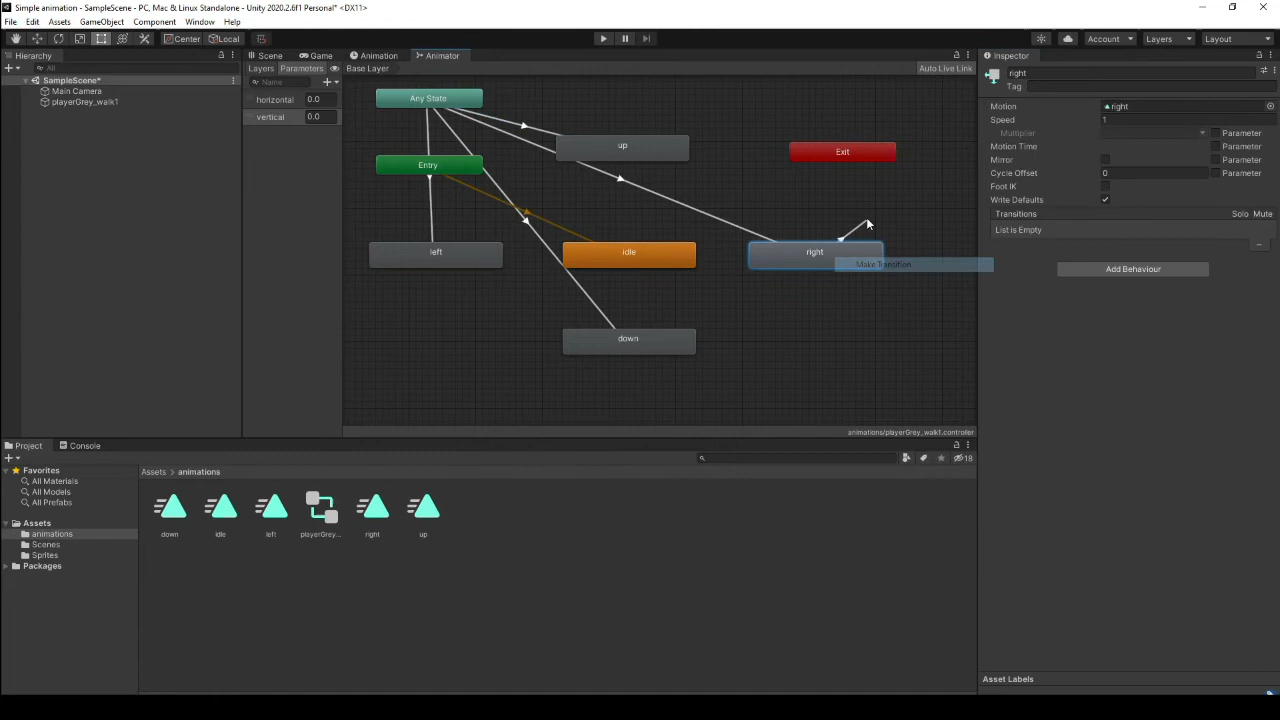 Simple animation - SampleScene - PC, Mac & Linux Standalone - Unity 2020.2.6f1 Personal* <DX11>
File Edit Assets GameObject Component Window Help
Center Local Account Layers Layout
Hierarchy
All
SampleScene*
Main Camera
playerGrey_walk1
Scene Game Animation Animator
Layers Parameters Base Layer Auto Live Link
Name
horizontal 0.0
vertical 0.0
Any State
up
Exit
Entry
left
idle
right
Make Transition
down
animations/playerGrey_walk1.controller
Inspector
right
Tag
Motion right
Speed 1
Multiplier Parameter
Motion Time Parameter
Mirror Parameter
Cycle Offset 0 Parameter
Foot IK
Write Defaults
Transitions Solo Mute
List is Empty
Add Behaviour
Project Console
18
Favorites
All Materials
All Models
All Prefabs
Assets
animations
Scenes
Sprites
Packages
Assets > animations
down idle left playerGrey... right up
Asset Labels